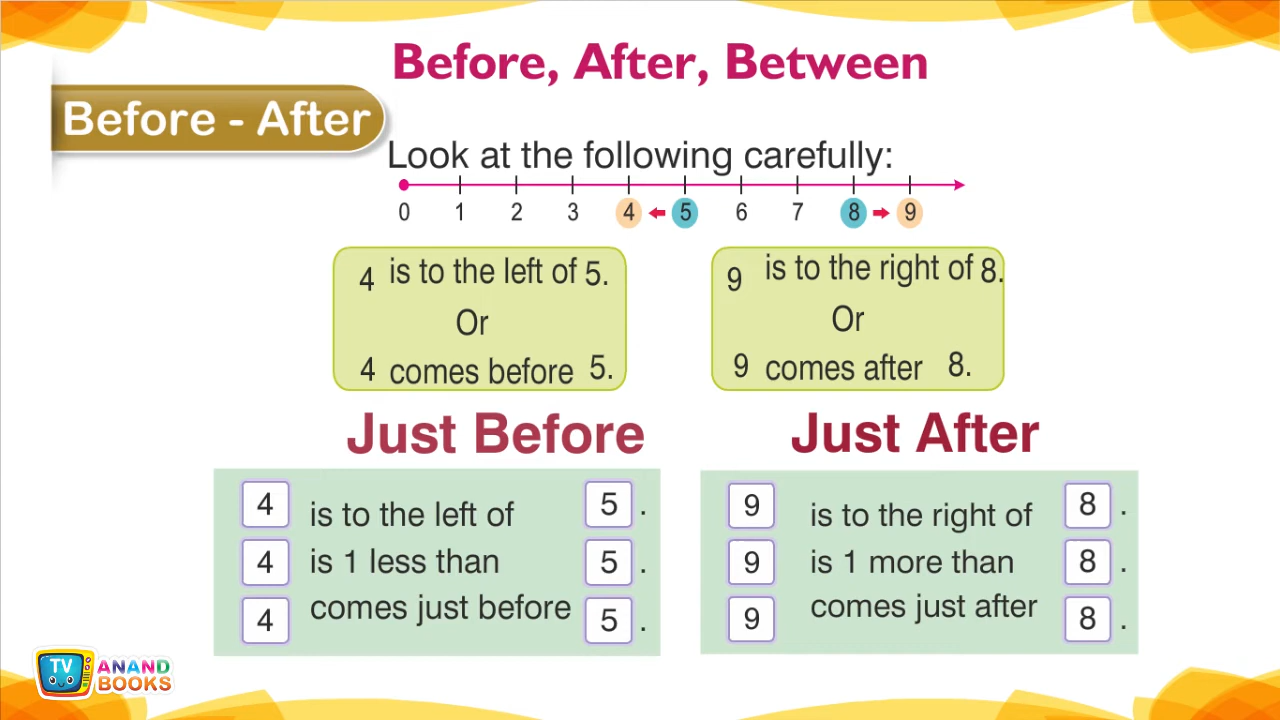 Before, After, Between
Before - After
Look at the following carefully:
0 1 2 3 4 5 6 7 8 9
4 is to the left of 5.
Or
4 comes before 5.
9 is to the right of 8.
Or
9 comes after 8.
Just Before
4 is to the left of 5 .
4 is 1 less than 5 .
4 comes just before 5 .
Just After
9 is to the right of 8 .
9 is 1 more than 8 .
9 comes just after 8 .
TV ANAND
BOOKS